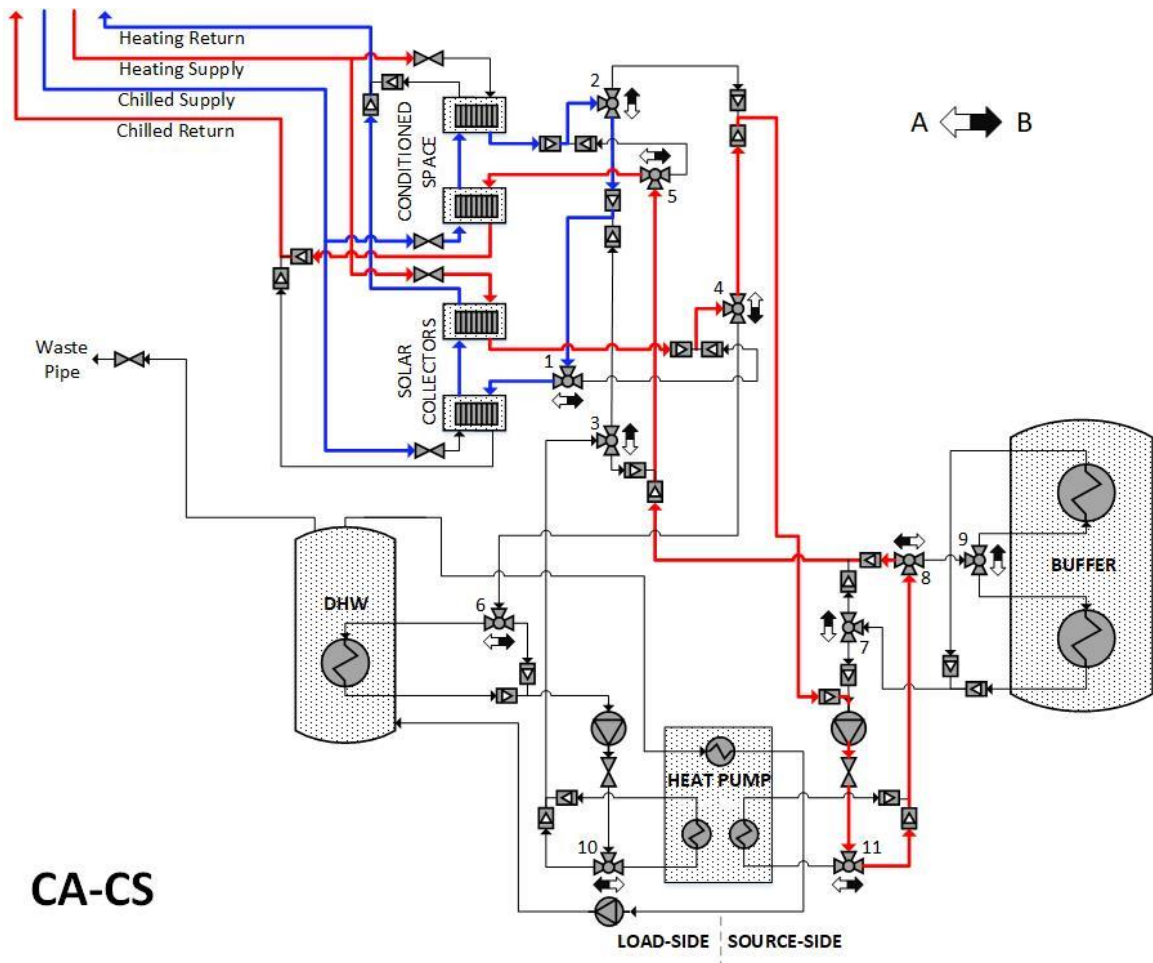 Heating Return
Heating Supply
Chilled Supply
Chilled Return
CONDITIONED
SPACE
SOLAR
COLLECTORS
2
A B
5
4
1
3
Waste
Pipe
9
8
BUFFER
DHW
6
7
HEAT PUMP
10
11
CA-CS
LOAD-SIDE SOURCE-SIDE